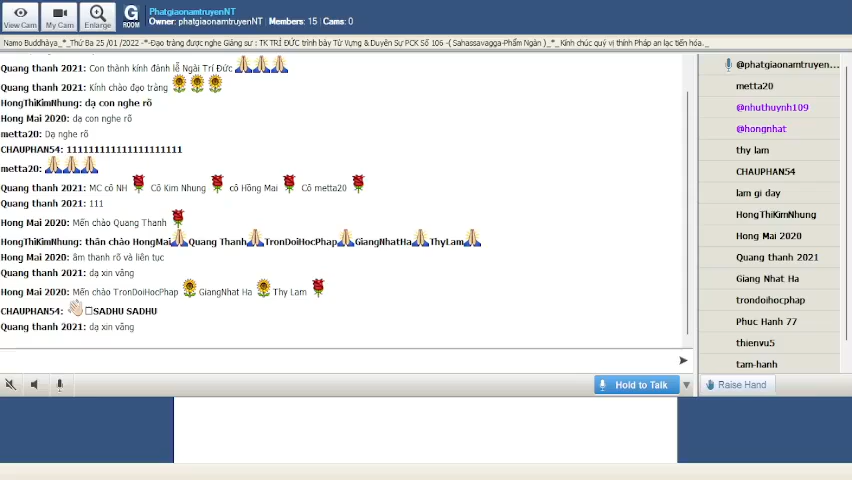 View Cam
My Cam
Enlarge
G
ROOM
PhatgiaonamtruyenNT
Owner: phatgiaonamtruyenNT | Members: 15 | Cams: 0
Namo Buddhàya_*_Thứ Ba 25 /01 /2022 -*-Đạo tràng được nghe Giảng sư : TK TRÍ ĐỨC trình bày Từ Vựng & Duyên Sự PCK Số 106 -( Sahassavagga-Phẩm Ngàn )_*_Kính chúc quý vị thính Pháp an lạc tiến hóa._
Quang thanh 2021: Con thành kính đảnh lễ Ngài Trí Đức
Quang thanh 2021: Kính chào đạo tràng
HongThiKimNhung: dạ con nghe rõ
Hong Mai 2020: dạ con nghe rõ
metta20: Dạ nghe rõ
CHAUPHAN54: 111111111111111111111
metta20:
Quang thanh 2021: MC cô NH Cô Kim Nhung cô Hồng Mai Cô metta20
Quang thanh 2021: 111
Hong Mai 2020: Mến chào Quang Thanh
HongThiKimNhung: thân chào HongMai Quang Thanh TronDoiHocPhap GiangNhatHa ThyLam
Hong Mai 2020: âm thanh rõ và liên tục
Quang thanh 2021: dạ xin vâng
Hong Mai 2020: Mến chào TronDoiHocPhap GiangNhat Ha Thy Lam
CHAUPHAN54: SADHU SADHU
Quang thanh 2021: dạ xin vâng
@phatgiaonamtruyen...
metta20
@nhuthuynh109
@hongnhat
thy lam
CHAUPHAN54
lam gi day
HongThiKimNhung
Hong Mai 2020
Quang thanh 2021
Giang Nhat Ha
trondoihocphap
Phuc Hanh 77
thienvu5
tam-hanh
Hold to Talk
Raise Hand